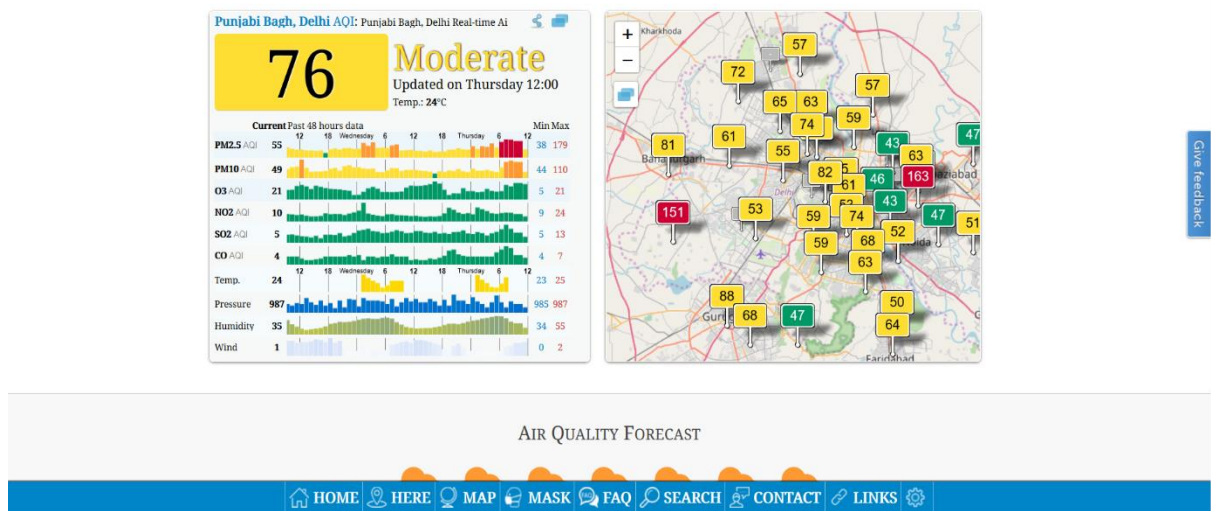 Punjabi Bagh, Delhi AQI: Punjabi Bagh, Delhi Real-time Ai
76
Moderate
Updated on Thursday 12:00
Temp.: 24°C
Current Past 48 hours data Min Max
12 18 Wednesday 6 12 18 Thursday 6 12
PM2.5 AQI 55 38 179
PM10 AQI 49 44 110
O3 AQI 21 5 21
NO2 AQI 10 9 24
SO2 AQI 5 5 13
CO AQI 4 4 7
12 18 Wednesday 6 12 18 Thursday 6 12
Temp. 24 23 25
Pressure 987 985 987
Humidity 35 34 55
Wind 1 0 2
+
−
Kharkhoda
57
72
57
65 63
59
74
81
61
55
43
47
63
82
61
46
163
Delhi
151
53
59
74
43
47
51
59
68
52
63
88
68
47
50
64
Faridabad
Give feedback
AIR QUALITY FORECAST
HOME HERE MAP MASK FAQ SEARCH CONTACT LINKS